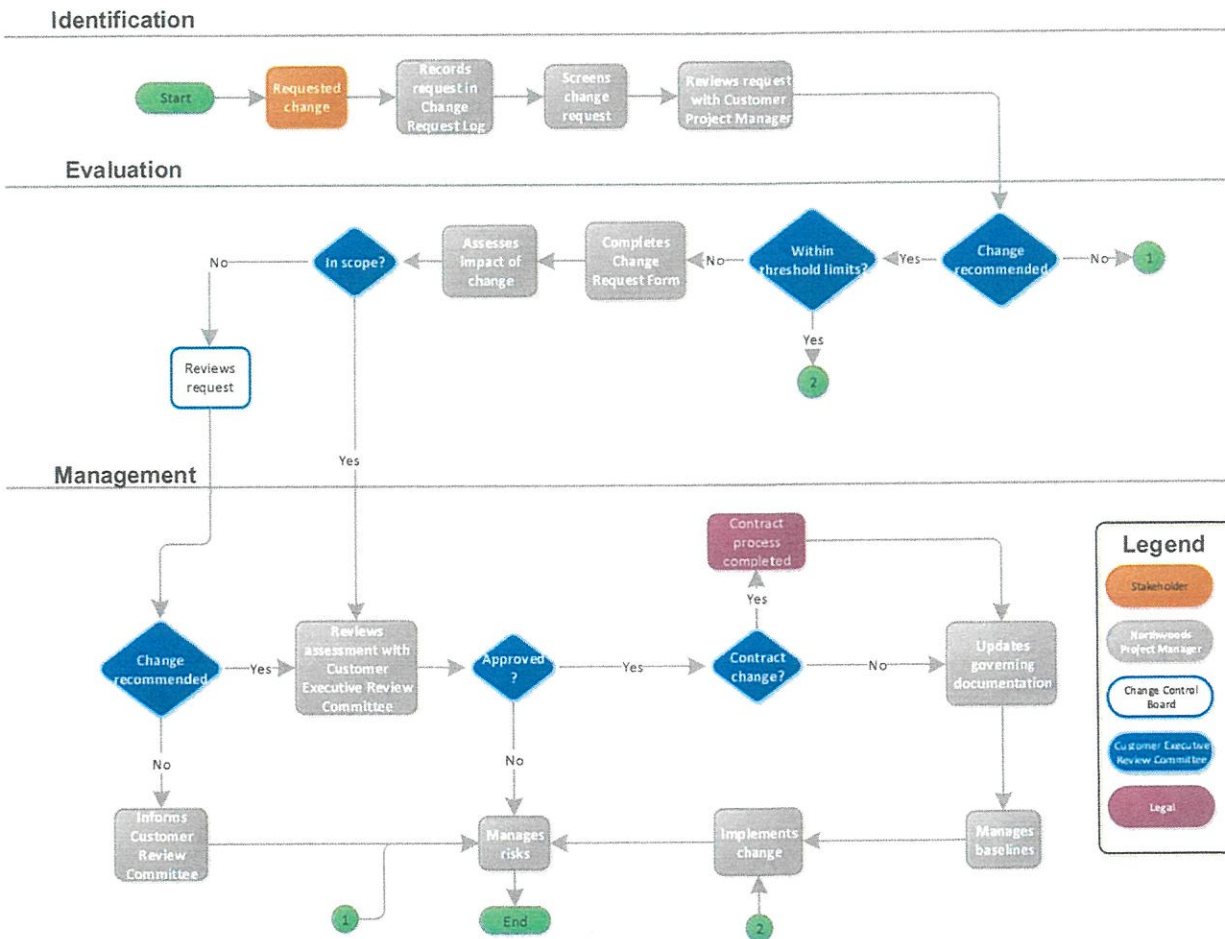 Identification
Start
Requested
change
Records
request in
Change
Request Log
Screens
change
request
Reviews request
with Customer
Project Manager
Evaluation
In scope?
Assesses
impact of
change
Completes
Change
Request Form
Within
threshold limits?
Change
recommended
No
No
Yes
No
1
Yes
2
Reviews
request
Yes
Management
Contract
process
completed
Yes
Change
recommended
Yes
Reviews
assessment with
Customer
Executive Review
Committee
Approved
?
Yes
Contract
change?
No
Updates
governing
documentation
No
No
Informs
Customer
Review
Committee
Manages
risks
Implements
change
Manages
baselines
1
End
2
Legend
Stakeholder
Northwoods
Project Manager
Change Control
Board
Customer Executive
Review Committee
Legal